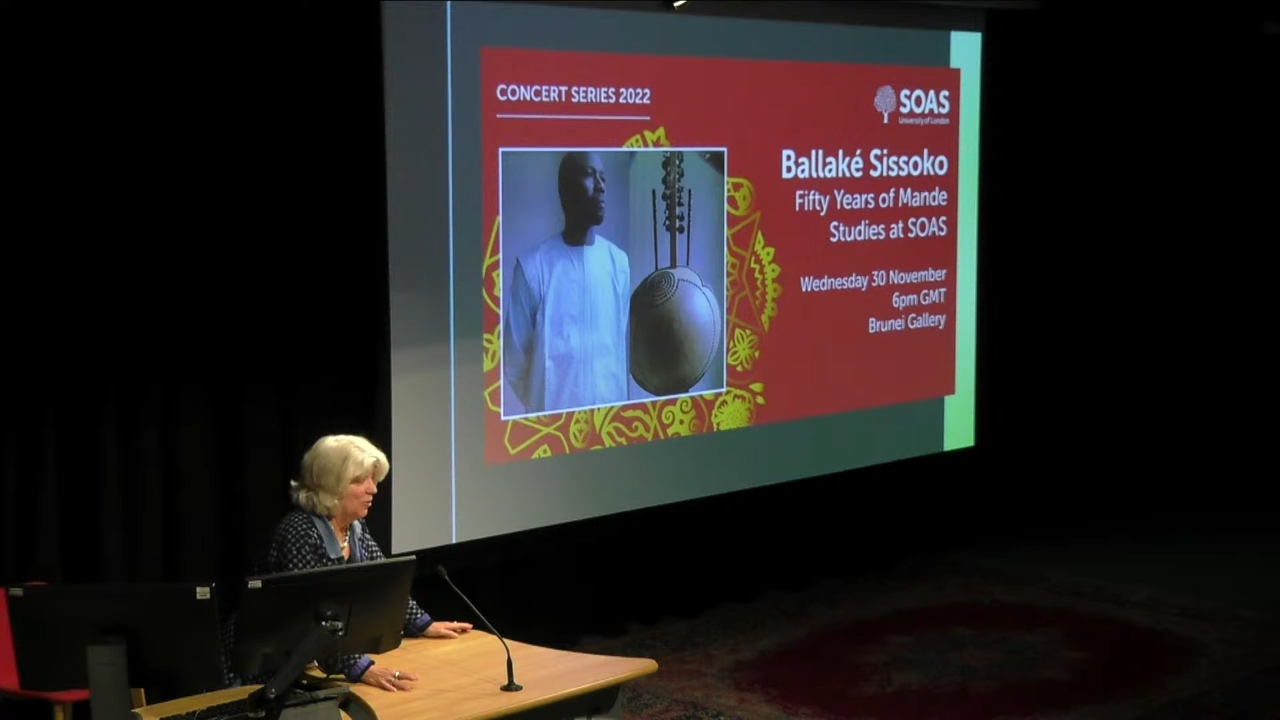 CONCERT SERIES 2022
SOAS
University of London
Ballaké Sissoko
Fifty Years of Mande
Studies at SOAS
Wednesday 30 November
6pm GMT
Brunei Gallery